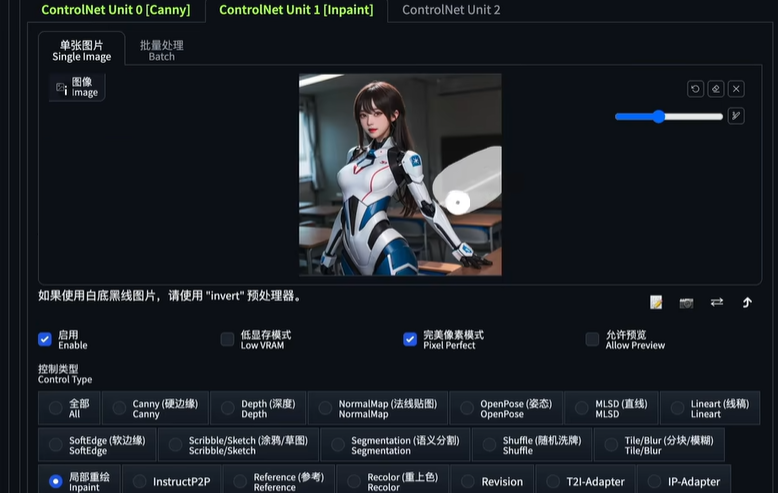 ControlNet Unit 0 [Canny] ControlNet Unit 1 [Inpaint] ControlNet Unit 2
单张图片 批量处理
Single Image Batch
图像
Image
如果使用白底黑线图片，请使用 "invert" 预处理器。
启用 低显存模式 完美像素模式 允许预览
Enable Low VRAM Pixel Perfect Allow Preview
控制类型
Control Type
全部 Canny (硬边缘) Depth (深度) NormalMap (法线贴图) OpenPose (姿态) MLSD (直线) Lineart (线稿)
All Canny Depth NormalMap OpenPose MLSD Lineart
SoftEdge (软边缘) Scribble/Sketch (涂鸦/草图) Segmentation (语义分割) Shuffle (随机洗牌) Tile/Blur (分块/模糊)
SoftEdge Scribble/Sketch Segmentation Shuffle Tile/Blur
局部重绘 InstructP2P Reference (参考) Recolor (重上色) Revision T2I-Adapter IP-Adapter
Inpaint Reference Recolor